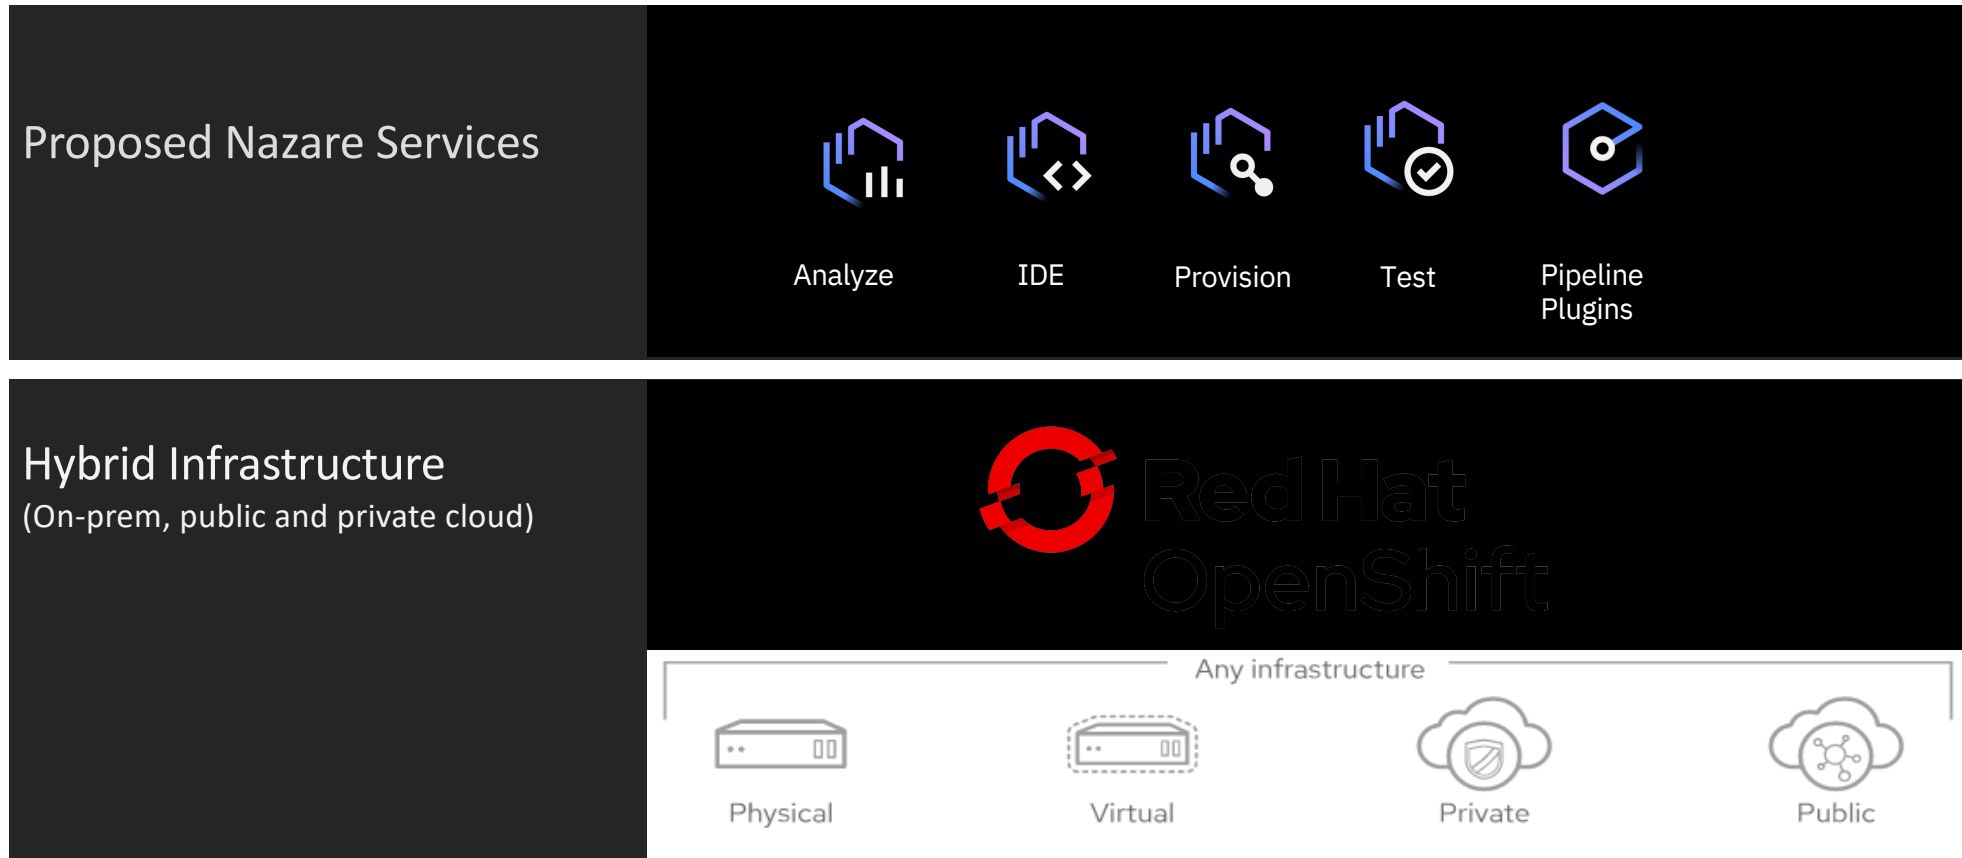 Proposed Nazare Services
Analyze
IDE
Provision
Test
Pipeline
Plugins
Hybrid Infrastructure
(On-prem, public and private cloud)
Red Hat
OpenShift
Any infrastructure
Physical
Virtual
Private
Public